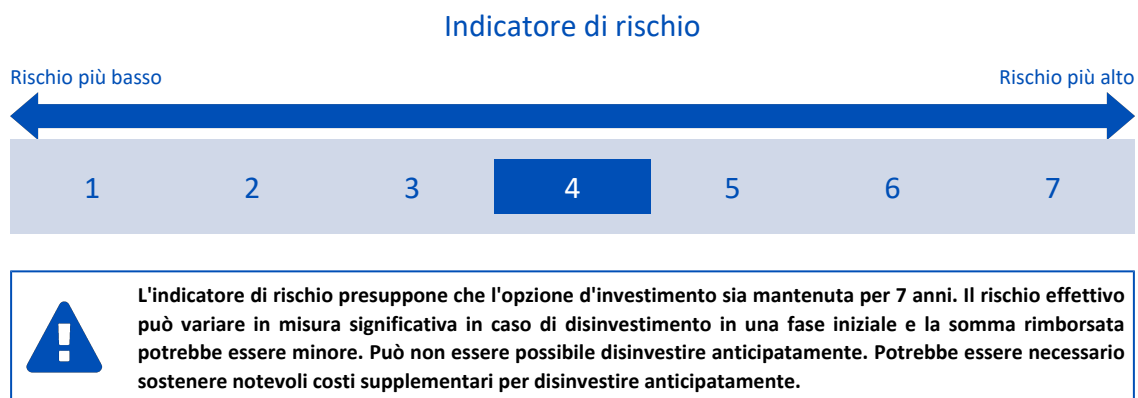 Indicatore di rischio
Rischio più basso Rischio più alto
1 2 3 4 5 6 7
L'indicatore di rischio presuppone che l'opzione d'investimento sia mantenuta per 7 anni. Il rischio effettivo
può variare in misura significativa in caso di disinvestimento in una fase iniziale e la somma rimborsata
potrebbe essere minore. Può non essere possibile disinvestire anticipatamente. Potrebbe essere necessario
sostenere notevoli costi supplementari per disinvestire anticipatamente.